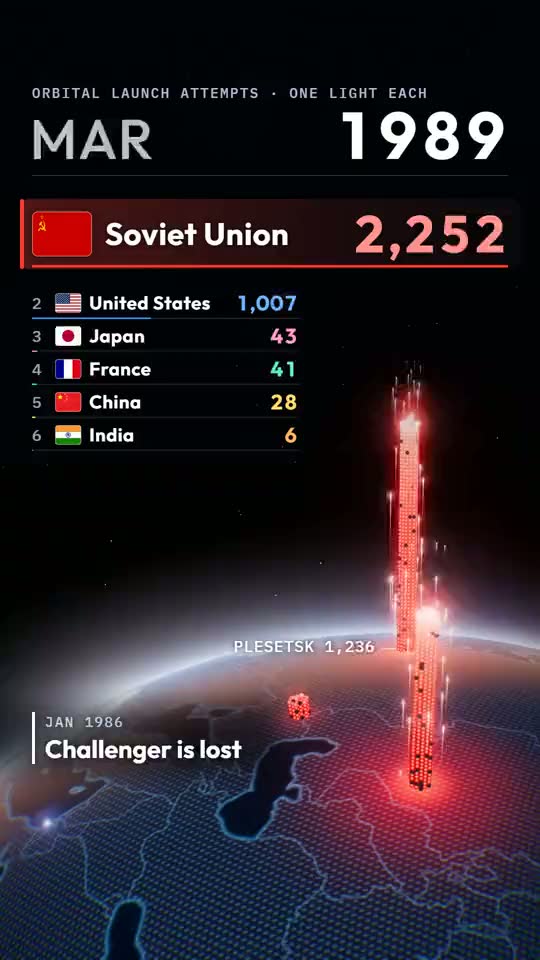 ORBITAL LAUNCH ATTEMPTS · ONE LIGHT EACH
MAR 1989
Soviet Union 2,252
2 United States 1,007
3 Japan 43
4 France 41
5 China 28
6 India 6
PLESETSK 1,236
JAN 1986
Challenger is lost